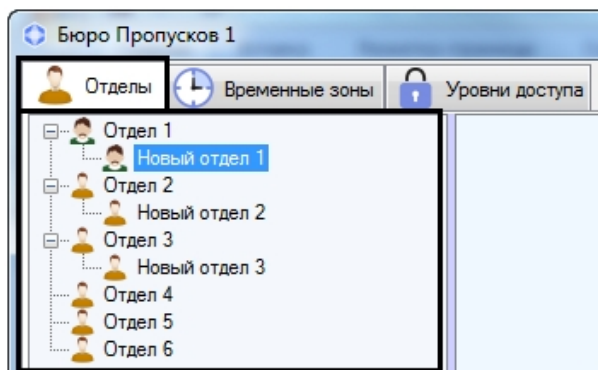 Бюро Пропусков 1
Отделы Временные зоны Уровни доступа
Отдел 1
Новый отдел 1
Отдел 2
Новый отдел 2
Отдел 3
Новый отдел 3
Отдел 4
Отдел 5
Отдел 6